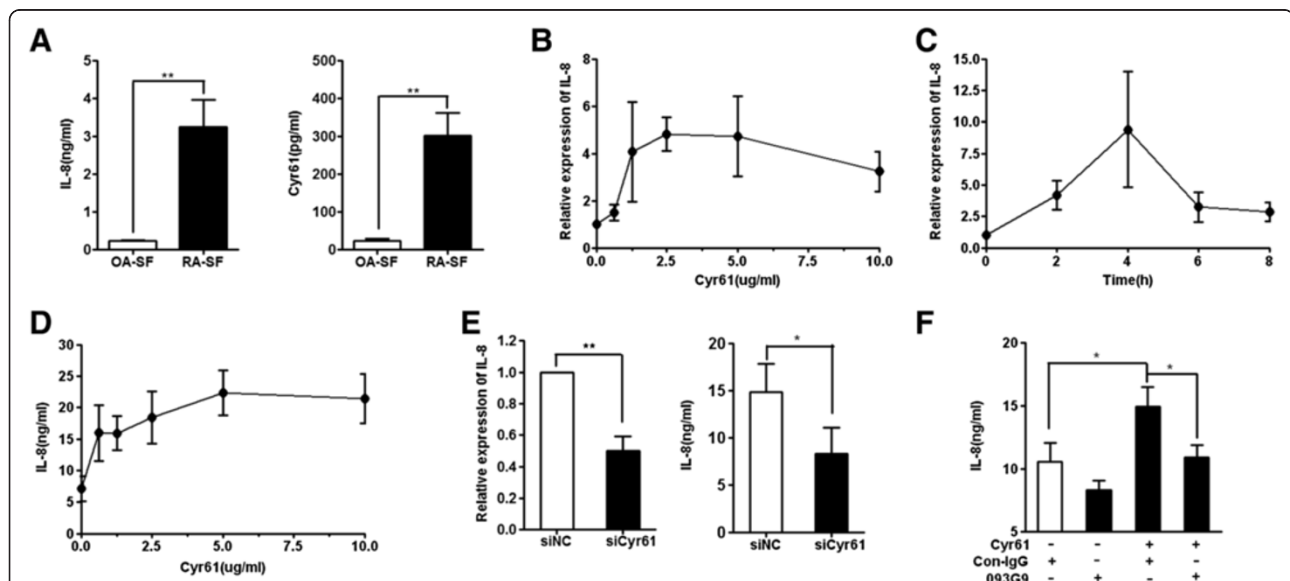 A
IL-8(ng/ml)
5
4
3
2
1
0
**
OA-SF RA-SF
Cyr61(pg/ml)
500
400
300
200
100
0
**
OA-SF RA-SF
B
Relative expression 0f IL-8
8
6
4
2
0
0.0 2.5 5.0 7.5 10.0
Cyr61(ug/ml)
C
Relative expression 0f IL-8
15.0
12.5
10.0
7.5
5.0
2.5
0.0
0 2 4 6 8
Time(h)
D
IL-8(ng/ml)
30
25
20
15
10
5
0
0.0 2.5 5.0 7.5 10.0
Cyr61(ug/ml)
E
Relative expression 0f IL-8
1.2
1.0
0.8
0.6
0.4
0.2
0.0
**
siNC siCyr61
IL-8(ng/ml)
20
15
10
5
0
*
siNC siCyr61
F
IL-8(ng/ml)
20
15
10
5
*
*
Cyr61 - - + +
Con-IgG + - + -
093G9 - + - +